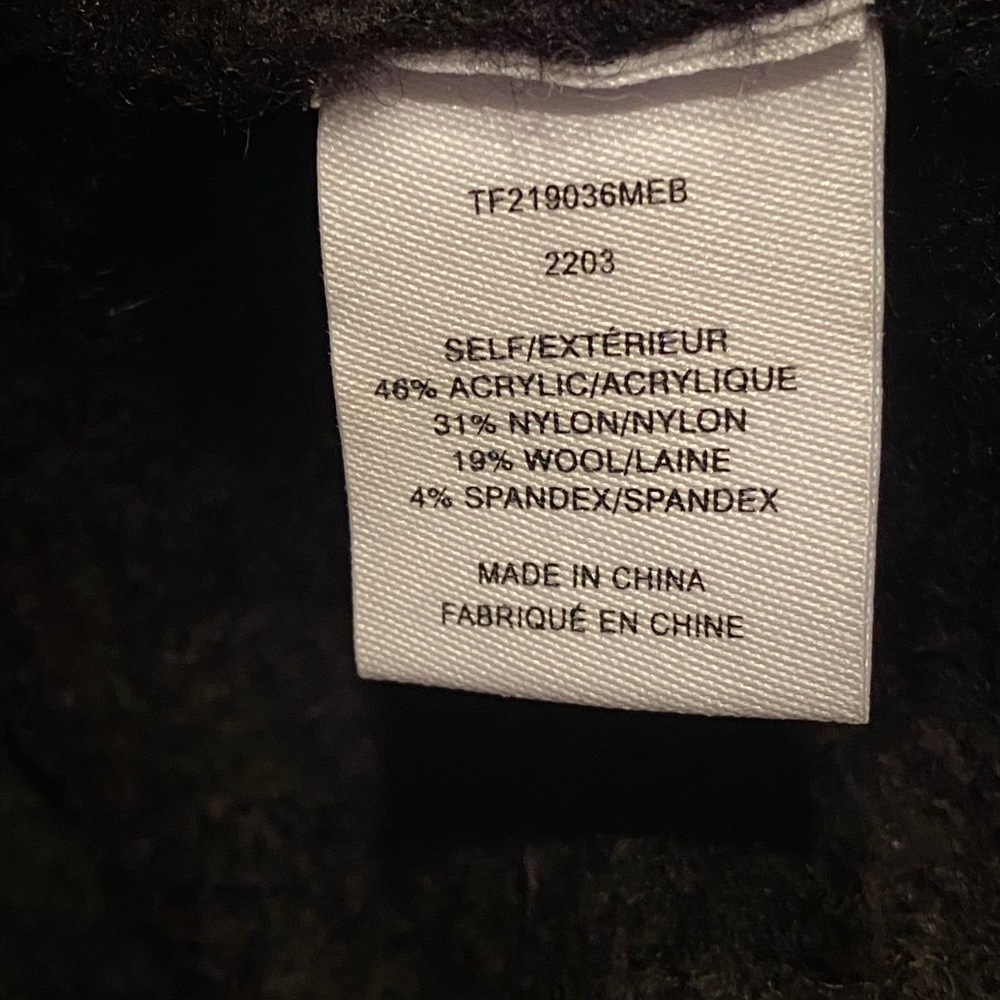 TF219036MEB
2203
SELF/EXTÉRIEUR
46% ACRYLIC/ACRYLIQUE
31% NYLON/NYLON
19% WOOL/LAINE
4% SPANDEX/SPANDEX
MADE IN CHINA
FABRIQUÉ EN CHINE